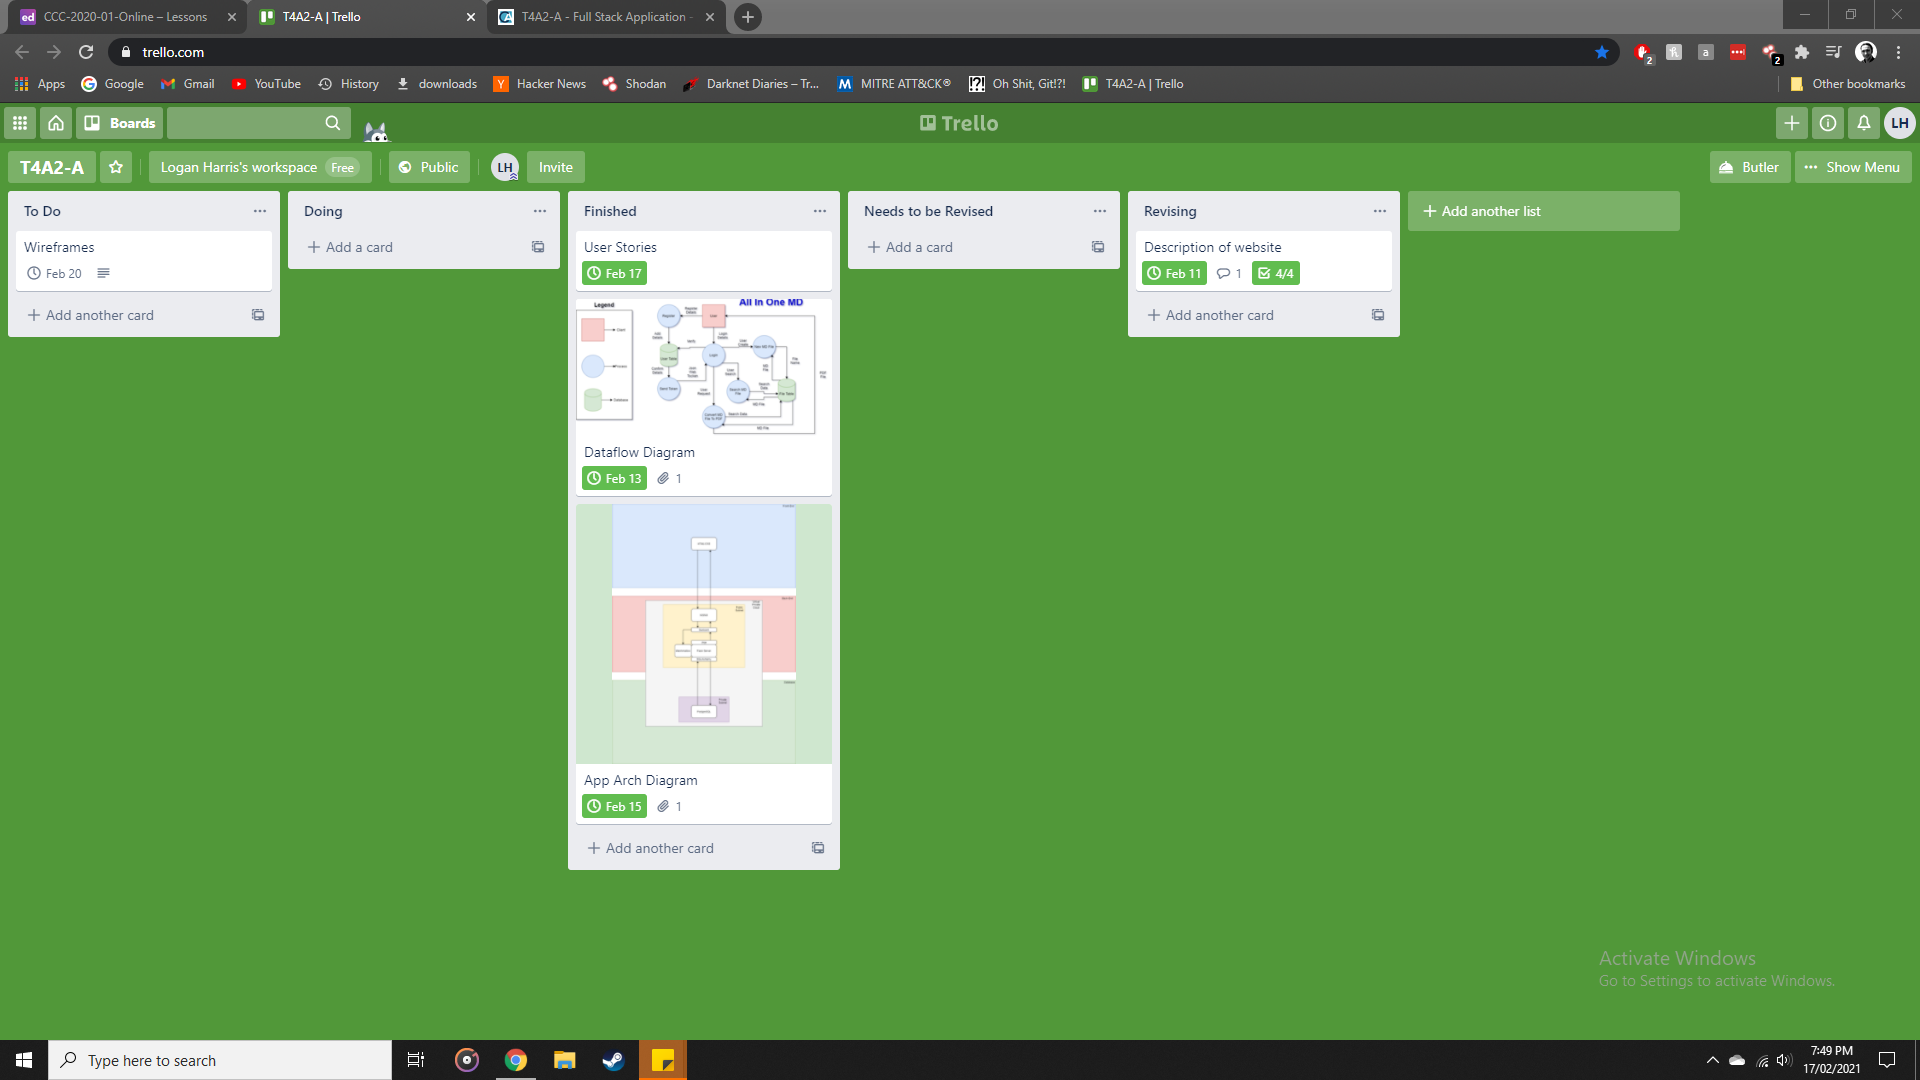 CCC-2020-01-Online – Lessons
T4A2-A | Trello
T4A2-A - Full Stack Application -
trello.com
2
2
Apps
Google
Gmail
YouTube
History
downloads
Hacker News
Shodan
Darknet Diaries – Tr...
MITRE ATT&CK®
Oh Shit, Git!?!
T4A2-A | Trello
Other bookmarks
Boards
Trello
LH
T4A2-A
Logan Harris's workspace Free
Public
LH
Invite
Butler
Show Menu
To Do
Wireframes
Feb 20
Add another card
Doing
Add a card
Finished
User Stories
Feb 17
Legend
All In One MD
Dataflow Diagram
Feb 13
1
App Arch Diagram
Feb 15
1
Add another card
Needs to be Revised
Add a card
Revising
Description of website
Feb 11
1
4/4
Add another card
Add another list
Activate Windows
Go to Settings to activate Windows.
Type here to search
7:49 PM
17/02/2021